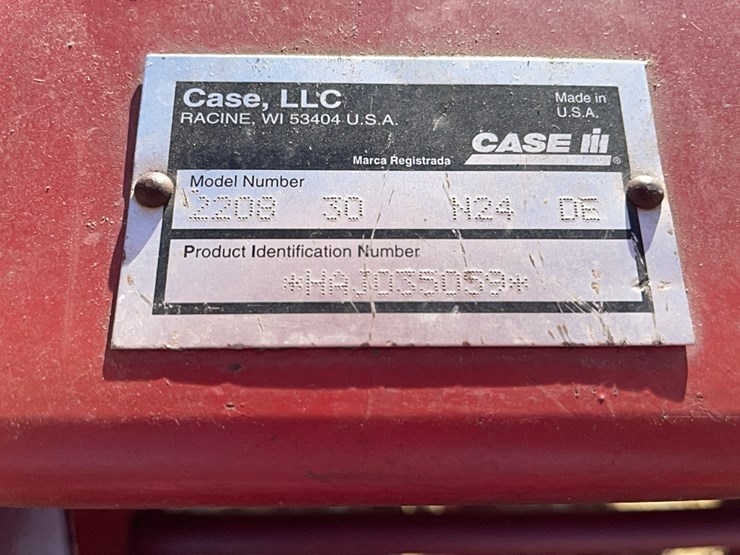 Case, LLC
RACINE, WI 53404 U.S.A.
Made in
U.S.A.
CASE IH
Marca Registrada
Model Number
2208 30 N24 DE
Product Identification Number
*HAJ035059*